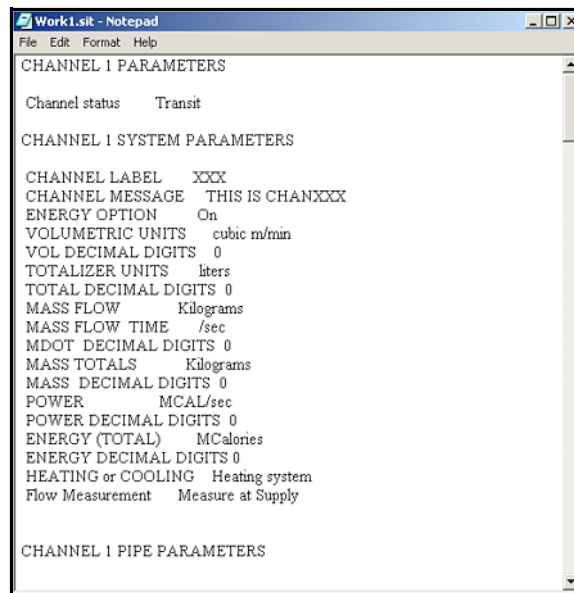 Work1.sit - Notepad
File Edit Format Help
CHANNEL 1 PARAMETERS
Channel status Transit
CHANNEL 1 SYSTEM PARAMETERS
CHANNEL LABEL XXX
CHANNEL MESSAGE THIS IS CHANXXX
ENERGY OPTION On
VOLUMETRIC UNITS cubic m/min
VOL DECIMAL DIGITS 0
TOTALIZER UNITS liters
TOTAL DECIMAL DIGITS 0
MASS FLOW Kilograms
MASS FLOW TIME /sec
MDOT DECIMAL DIGITS 0
MASS TOTALS Kilograms
MASS DECIMAL DIGITS 0
POWER MCAL/sec
POWER DECIMAL DIGITS 0
ENERGY (TOTAL) MCalories
ENERGY DECIMAL DIGITS 0
HEATING or COOLING Heating system
Flow Measurement Measure at Supply
CHANNEL 1 PIPE PARAMETERS